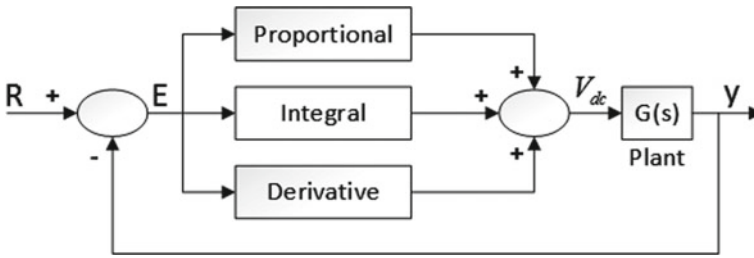 Proportional
R + E Integral + V_dc G(s) y
+
- Derivative + Plant